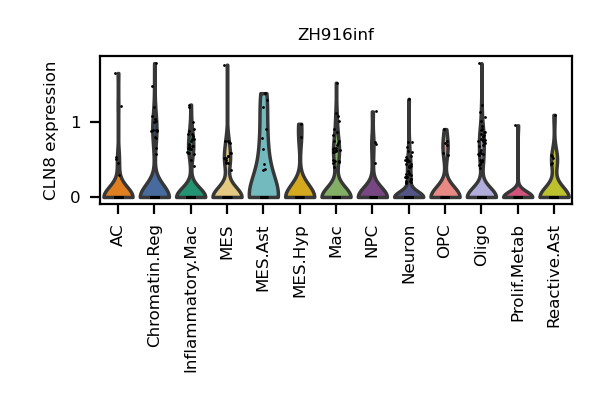 ZH916inf
CLN8 expression
1
0
AC
Chromatin.Reg
Inflammatory.Mac
MES
MES.Ast
MES.Hyp
Mac
NPC
Neuron
OPC
Oligo
Prolif.Metab
Reactive.Ast